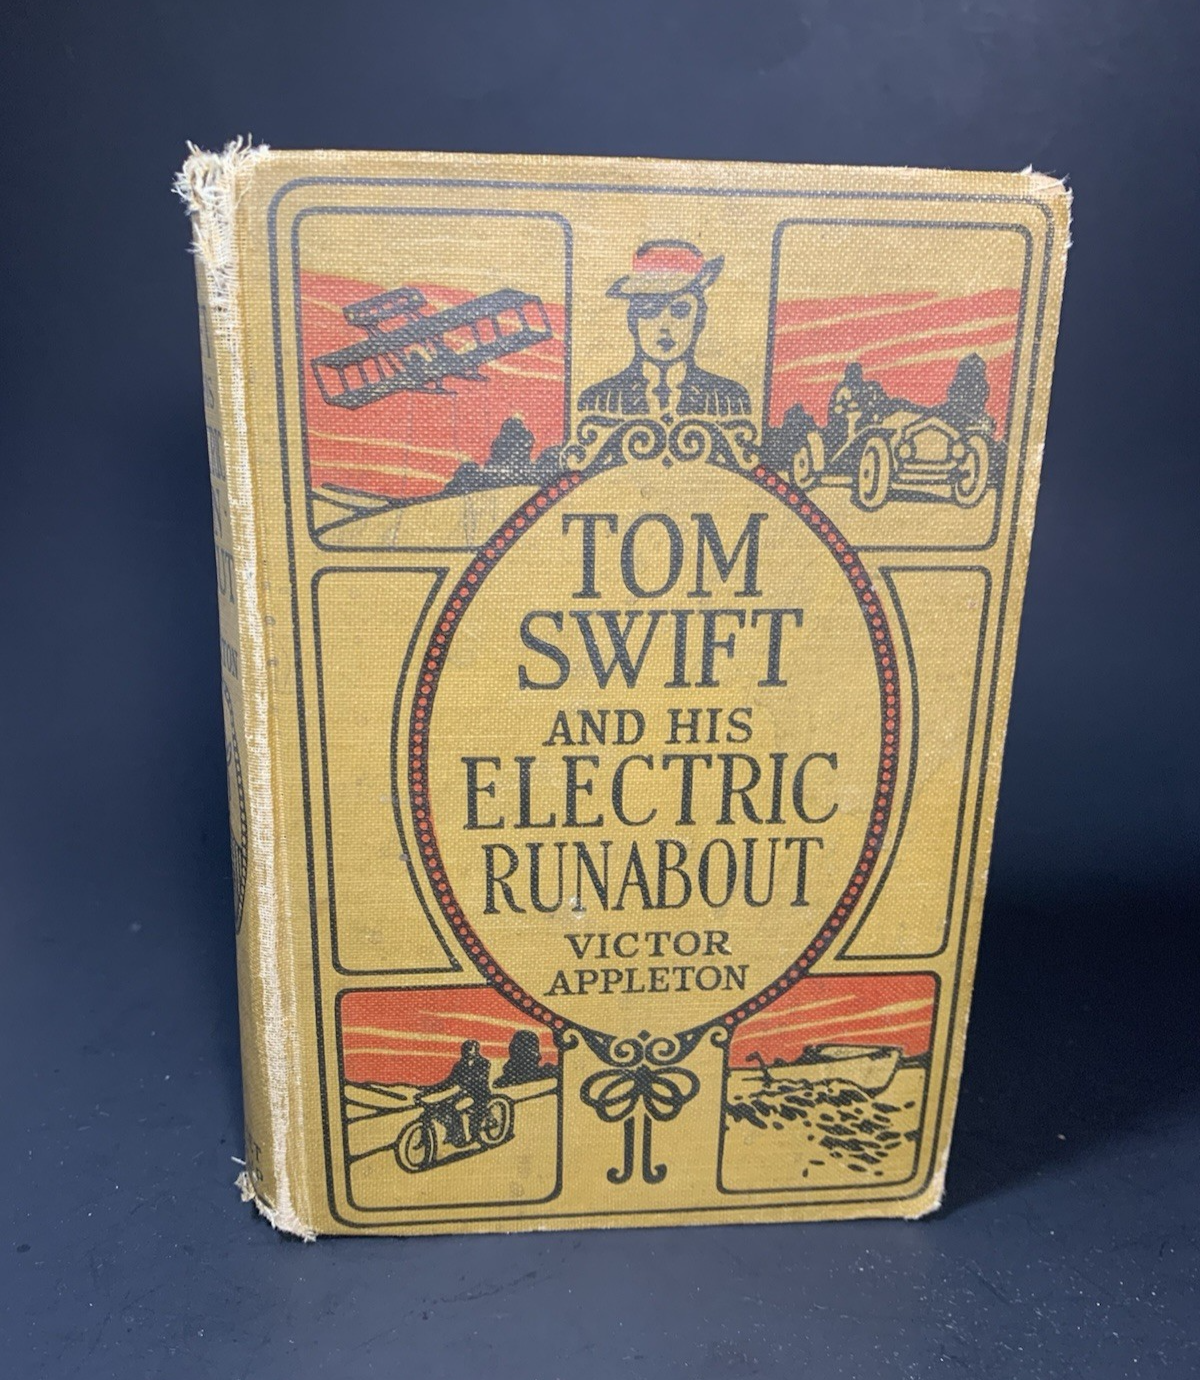 TOM
SWIFT
AND HIS
ELECTRIC
RUNABOUT
VICTOR
APPLETON